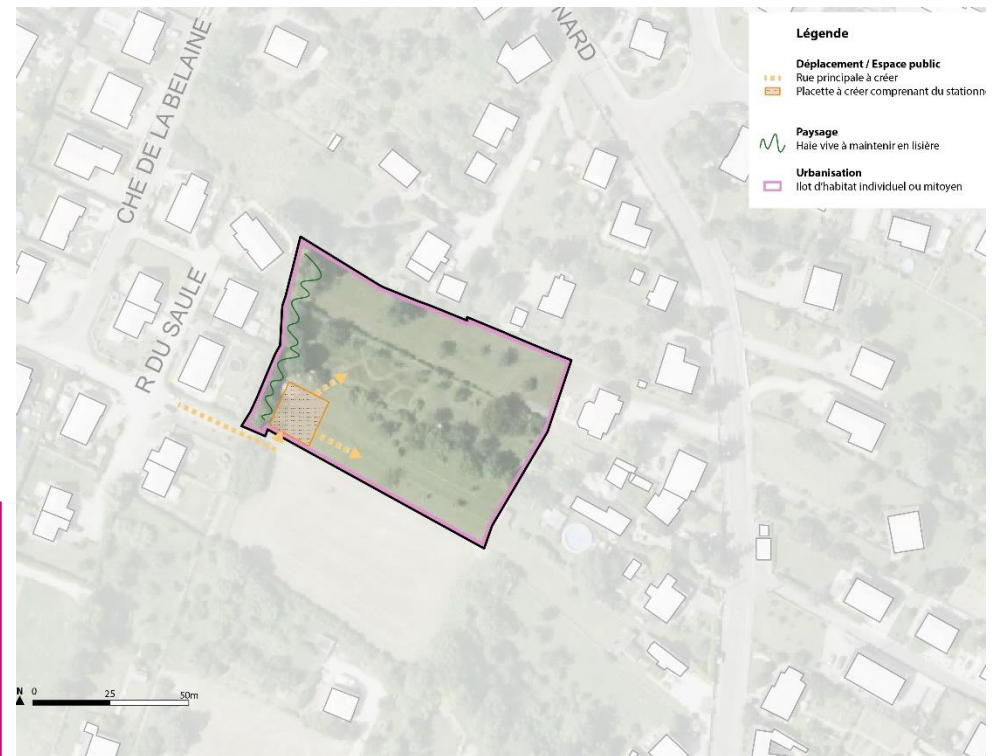 NARD
CHE DE LA BELAINE
R DU SAULE
Légende
Déplacement / Espace public
Rue principale à créer
Placette à créer comprenant du stationne
Paysage
Haie vive à maintenir en lisière
Urbanisation
Ilot d'habitat individuel ou mitoyen
N 0 25 50m